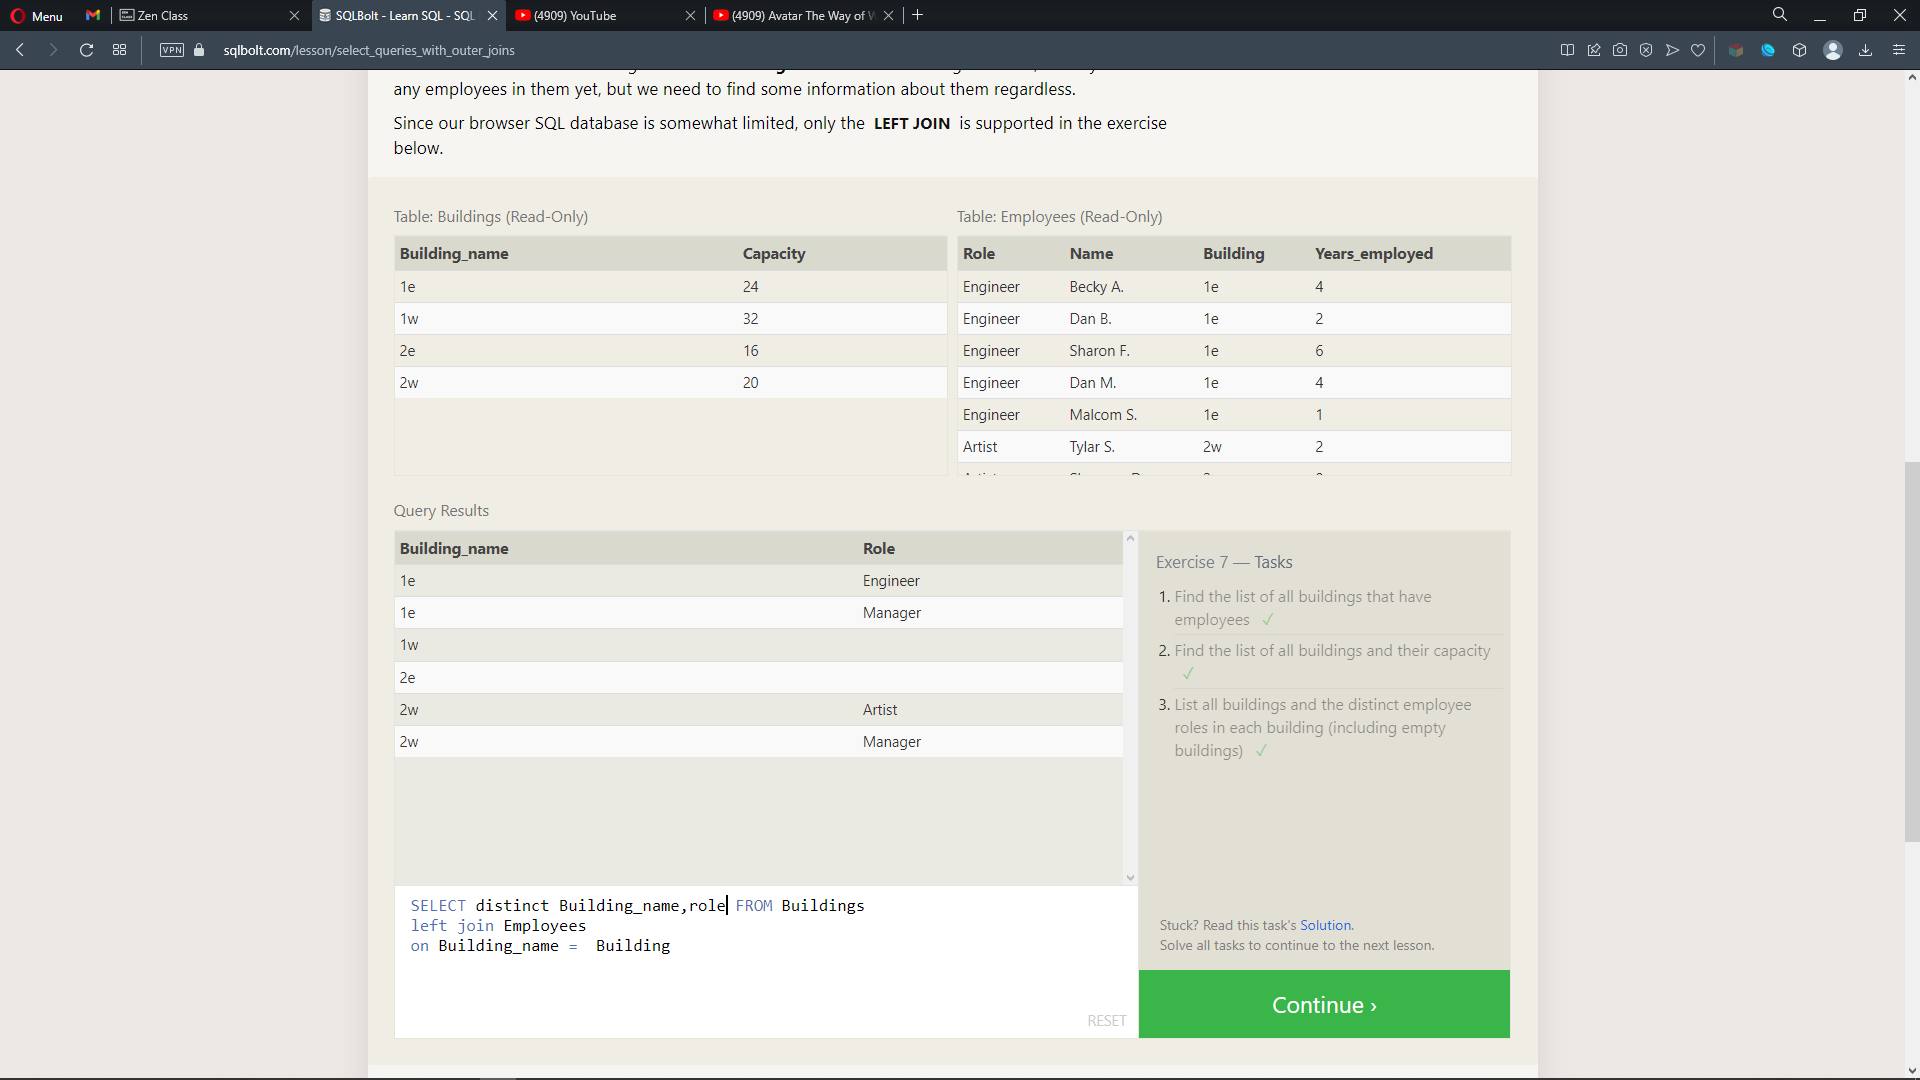 Menu
Zen Class
SQLBolt - Learn SQL - SQL
(4909) YouTube
(4909) Avatar The Way of W
VPN
sqlbolt.com/lesson/select_queries_with_outer_joins
any employees in them yet, but we need to find some information about them regardless.
Since our browser SQL database is somewhat limited, only the LEFT JOIN is supported in the exercise
below.
Table: Buildings (Read-Only)
Building_name Capacity
1e 24
1w 32
2e 16
2w 20
Table: Employees (Read-Only)
Role Name Building Years_employed
Engineer Becky A. 1e 4
Engineer Dan B. 1e 2
Engineer Sharon F. 1e 6
Engineer Dan M. 1e 4
Engineer Malcom S. 1e 1
Artist Tylar S. 2w 2
Query Results
Building_name Role
1e Engineer
1e Manager
1w
2e
2w Artist
2w Manager
Exercise 7 — Tasks
1. Find the list of all buildings that have
employees ✓
2. Find the list of all buildings and their capacity
✓
3. List all buildings and the distinct employee
roles in each building (including empty
buildings) ✓
SELECT distinct Building_name,role FROM Buildings
left join Employees
on Building_name =  Building
RESET
Stuck? Read this task's Solution.
Solve all tasks to continue to the next lesson.
Continue ›